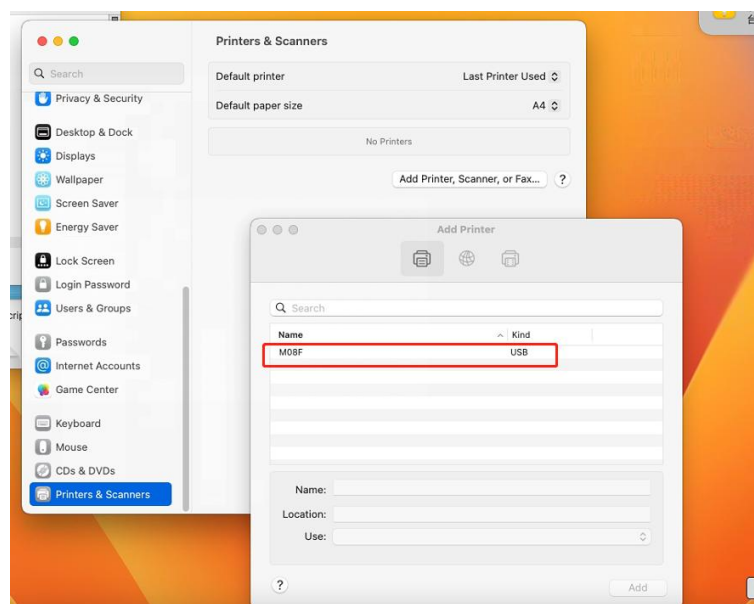 Printers & Scanners
Search
Privacy & Security
Desktop & Dock
Displays
Wallpaper
Screen Saver
Energy Saver
Lock Screen
Login Password
Users & Groups
Passwords
Internet Accounts
Game Center
Keyboard
Mouse
CDs & DVDs
Printers & Scanners
Default printer Last Printer Used
Default paper size A4
No Printers
Add Printer, Scanner, or Fax... ?
Add Printer
Search
Name Kind
M08F USB
Name:
Location:
Use:
? Add